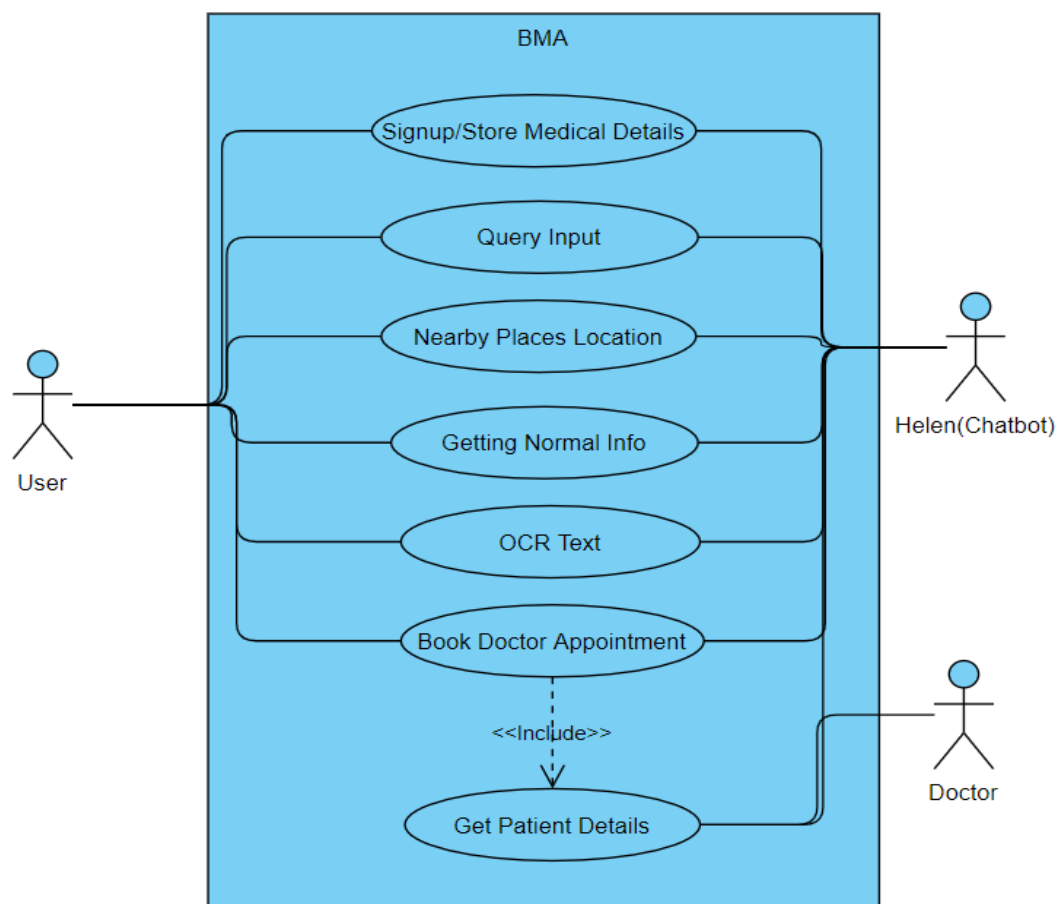 BMA
Signup/Store Medical Details
Query Input
Nearby Places Location
Helen(Chatbot)
Getting Normal Info
User
OCR Text
Book Doctor Appointment
<<Include>>
Doctor
Get Patient Details